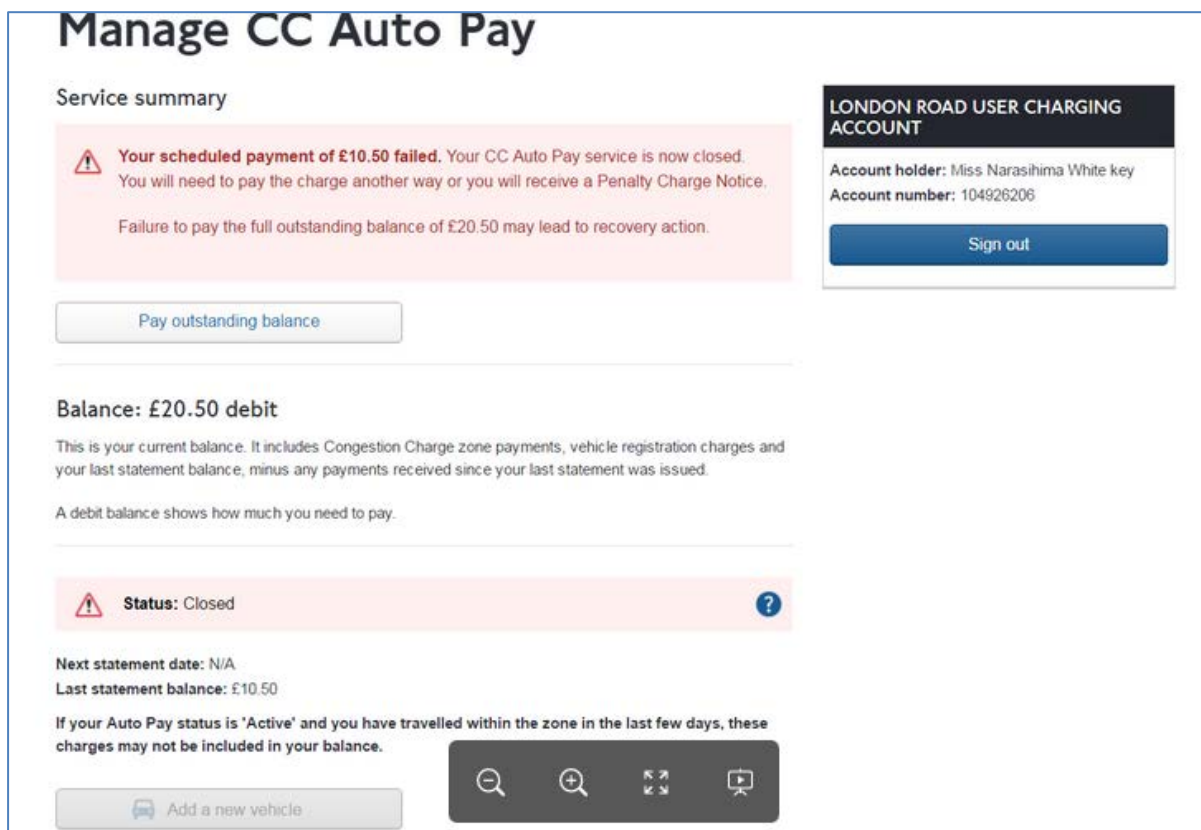 Manage CC Auto Pay
Service summary
Your scheduled payment of £10.50 failed. Your CC Auto Pay service is now closed.
You will need to pay the charge another way or you will receive a Penalty Charge Notice.
Failure to pay the full outstanding balance of £20.50 may lead to recovery action.
Pay outstanding balance
LONDON ROAD USER CHARGING
ACCOUNT
Account holder: Miss Narasihima White key
Account number: 104926206
Sign out
Balance: £20.50 debit
This is your current balance. It includes Congestion Charge zone payments, vehicle registration charges and
your last statement balance, minus any payments received since your last statement was issued.
A debit balance shows how much you need to pay.
Status: Closed
?
Next statement date: N/A
Last statement balance: £10.50
If your Auto Pay status is 'Active' and you have travelled within the zone in the last few days, these
charges may not be included in your balance.
Add a new vehicle